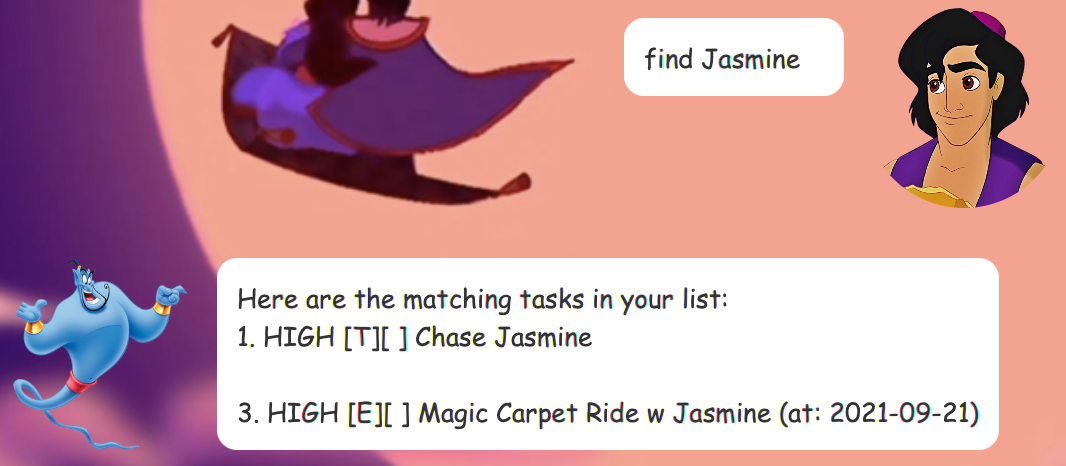 find Jasmine
Here are the matching tasks in your list:
1. HIGH [T][ ] Chase Jasmine
3. HIGH [E][ ] Magic Carpet Ride w Jasmine (at: 2021-09-21)